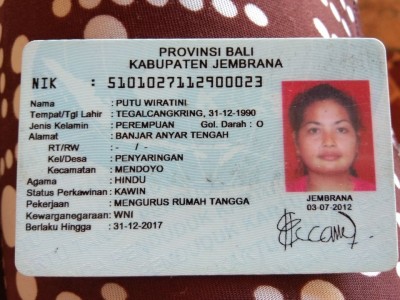 PROVINSI BALI
KABUPATEN JEMBRANA
NIK : 5101027112900023
Nama : PUTU WIRATINI
Tempat/Tgl Lahir : TEGALCANGKRING, 31-12-1990
Jenis Kelamin : PEREMPUAN Gol. Darah : O
Alamat : BANJAR ANYAR TENGAH
RT/RW : - / -
Kel/Desa : PENYARINGAN
Kecamatan : MENDOYO
Agama : HINDU
Status Perkawinan : KAWIN
Pekerjaan : MENGURUS RUMAH TANGGA
Kewarganegaraan : WNI
Berlaku Hingga : 31-12-2017
JEMBRANA
03-07-2012